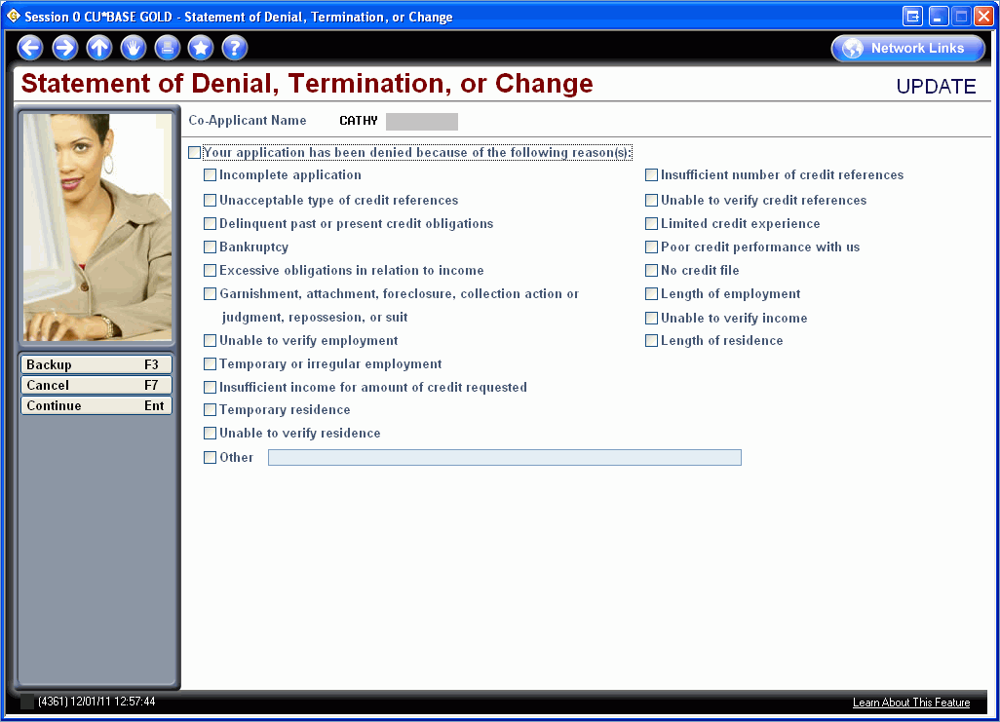 Session 0 CU*BASE GOLD - Statement of Denial, Termination, or Change
Network Links
Statement of Denial, Termination, or Change
UPDATE
Co-Applicant Name CATHY
Your application has been denied because of the following reason(s):
Incomplete application
Insufficient number of credit references
Unacceptable type of credit references
Unable to verify credit references
Delinquent past or present credit obligations
Limited credit experience
Bankruptcy
Poor credit performance with us
Excessive obligations in relation to income
No credit file
Garnishment, attachment, foreclosure, collection action or
Length of employment
judgment, repossesion, or suit
Unable to verify income
Unable to verify employment
Length of residence
Temporary or irregular employment
Insufficient income for amount of credit requested
Temporary residence
Unable to verify residence
Other
Backup F3
Cancel F7
Continue Ent
(4361) 12/01/11 12:57:44
Learn About This Feature